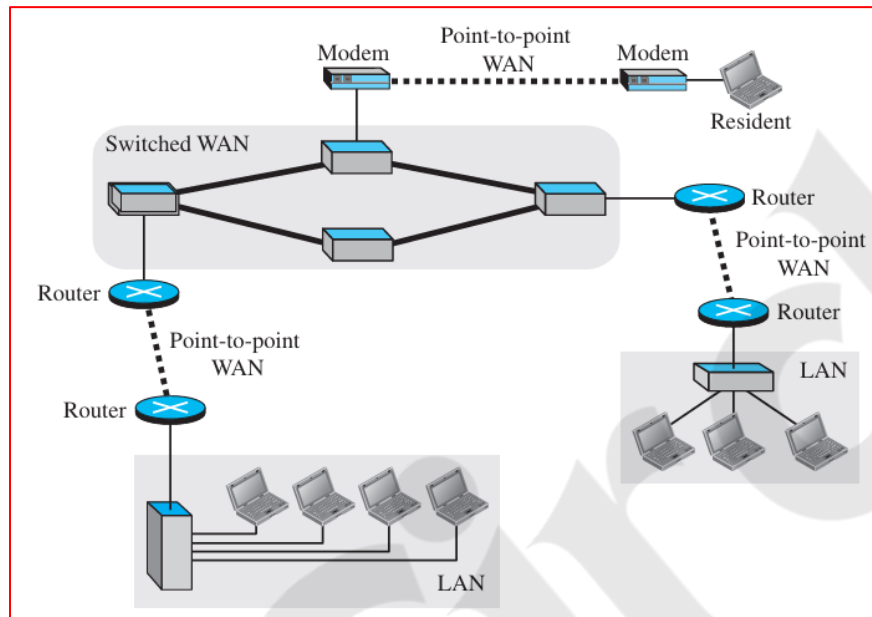 Point-to-point
WAN
Modem
Modem
Resident
Switched WAN
Router
Point-to-point
WAN
Router
Router
Point-to-point
WAN
Router
LAN
LAN